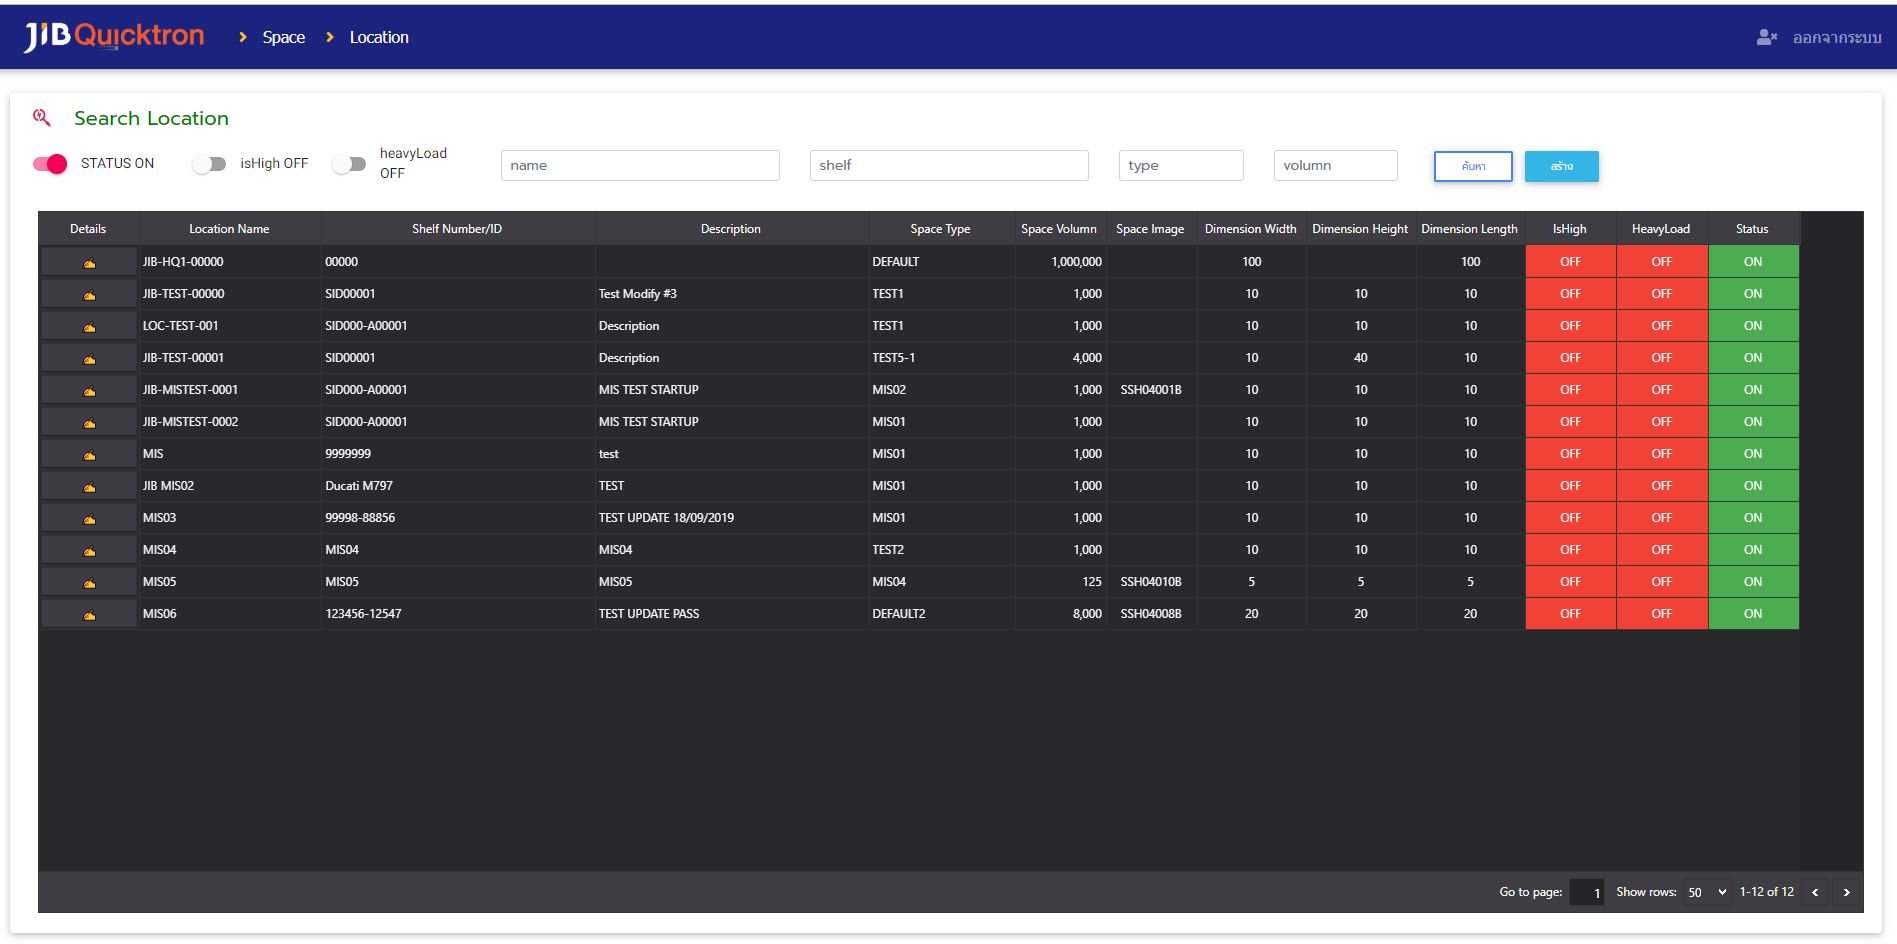 JIB Quicktron Space Location ออกจากระบบ
Search Location
STATUS ON isHigh OFF heavyLoad OFF name shelf type volumn ค้นหา สร้าง
Details Location Name Shelf Number/ID Description Space Type Space Volumn Space Image Dimension Width Dimension Height Dimension Length IsHigh HeavyLoad Status
JIB-HQ1-00000 00000 DEFAULT 1,000,000 100 100 OFF OFF ON
JIB-TEST-00000 SID00001 Test Modify #3 TEST1 1,000 10 10 10 OFF OFF ON
LOC-TEST-001 SID000-A00001 Description TEST1 1,000 10 10 10 OFF OFF ON
JIB-TEST-00001 SID00001 Description TEST5-1 4,000 10 40 10 OFF OFF ON
JIB-MISTEST-0001 SID000-A00001 MIS TEST STARTUP MIS02 1,000 SSH04001B 10 10 10 OFF OFF ON
JIB-MISTEST-0002 SID000-A00001 MIS TEST STARTUP MIS01 1,000 10 10 10 OFF OFF ON
MIS 9999999 test MIS01 1,000 10 10 10 OFF OFF ON
JIB MIS02 Ducati M797 TEST MIS01 1,000 10 10 10 OFF OFF ON
MIS03 99998-88856 TEST UPDATE 18/09/2019 MIS01 1,000 10 10 10 OFF OFF ON
MIS04 MIS04 MIS04 TEST2 1,000 10 10 10 OFF OFF ON
MIS05 MIS05 MIS05 MIS04 125 SSH04010B 5 5 5 OFF OFF ON
MIS06 123456-12547 TEST UPDATE PASS DEFAULT2 8,000 SSH04008B 20 20 20 OFF OFF ON
Go to page: 1 Show rows: 50 1-12 of 12